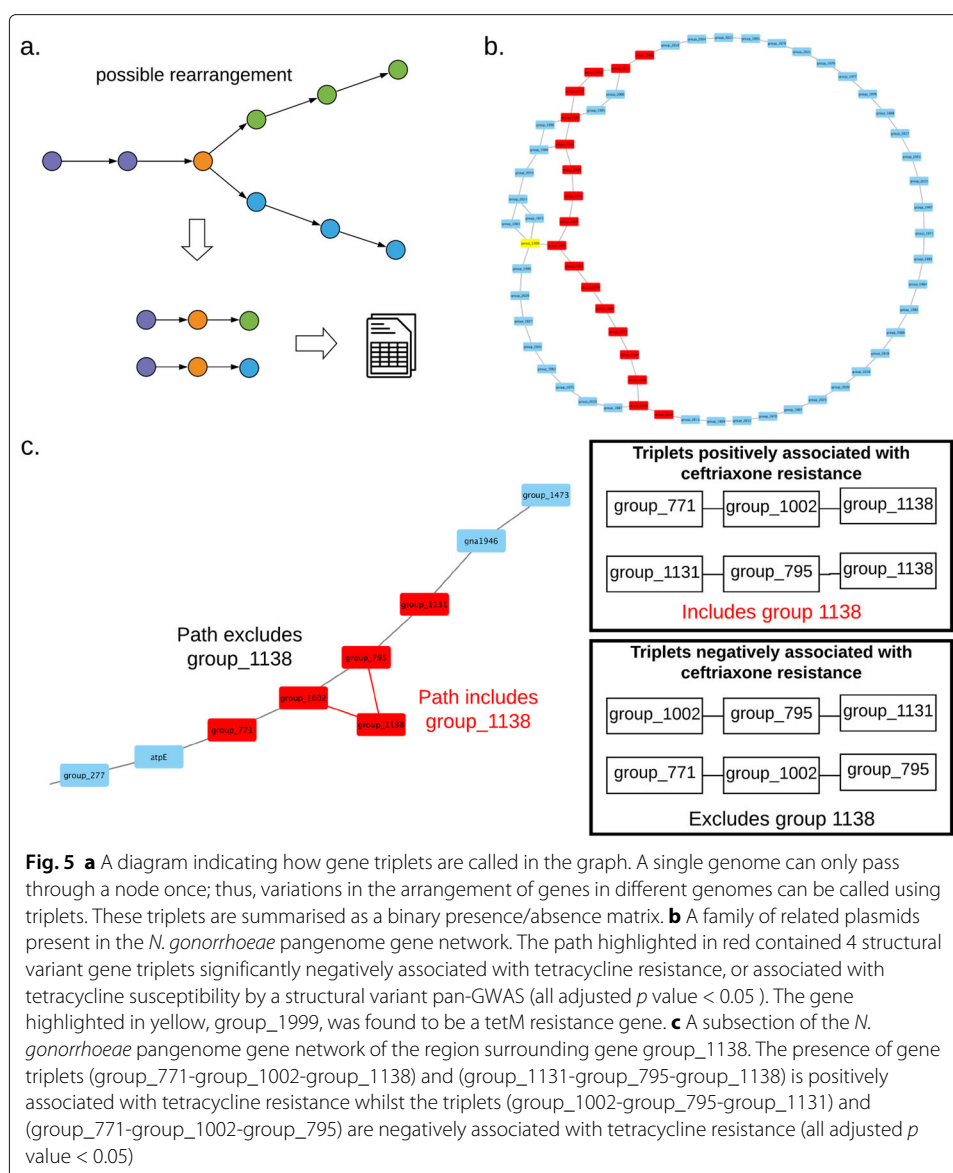 a.
possible rearrangement
b.
c.
group_1473
gna1946
group_1131
Path excludes
group_1138
group_795
group_1002
Path includes
group_1138
group_1138
group_771
atpE
group_277
Triplets positively associated with
ceftriaxone resistance
group_771 group_1002 group_1138
group_1131 group_795 group_1138
Includes group 1138
Triplets negatively associated with
ceftriaxone resistance
group_1002 group_795 group_1131
group_771 group_1002 group_795
Excludes group 1138
Fig. 5 a A diagram indicating how gene triplets are called in the graph. A single genome can only pass
through a node once; thus, variations in the arrangement of genes in different genomes can be called using
triplets. These triplets are summarised as a binary presence/absence matrix. b A family of related plasmids
present in the N. gonorrhoeae pangenome gene network. The path highlighted in red contained 4 structural
variant gene triplets significantly negatively associated with tetracycline resistance, or associated with
tetracycline susceptibility by a structural variant pan-GWAS (all adjusted p value < 0.05 ). The gene
highlighted in yellow, group_1999, was found to be a tetM resistance gene. c A subsection of the N.
gonorrhoeae pangenome gene network of the region surrounding gene group_1138. The presence of gene
triplets (group_771-group_1002-group_1138) and (group_1131-group_795-group_1138) is positively
associated with tetracycline resistance whilst the triplets (group_1002-group_795-group_1131) and
(group_771-group_1002-group_795) are negatively associated with tetracycline resistance (all adjusted p
value < 0.05)